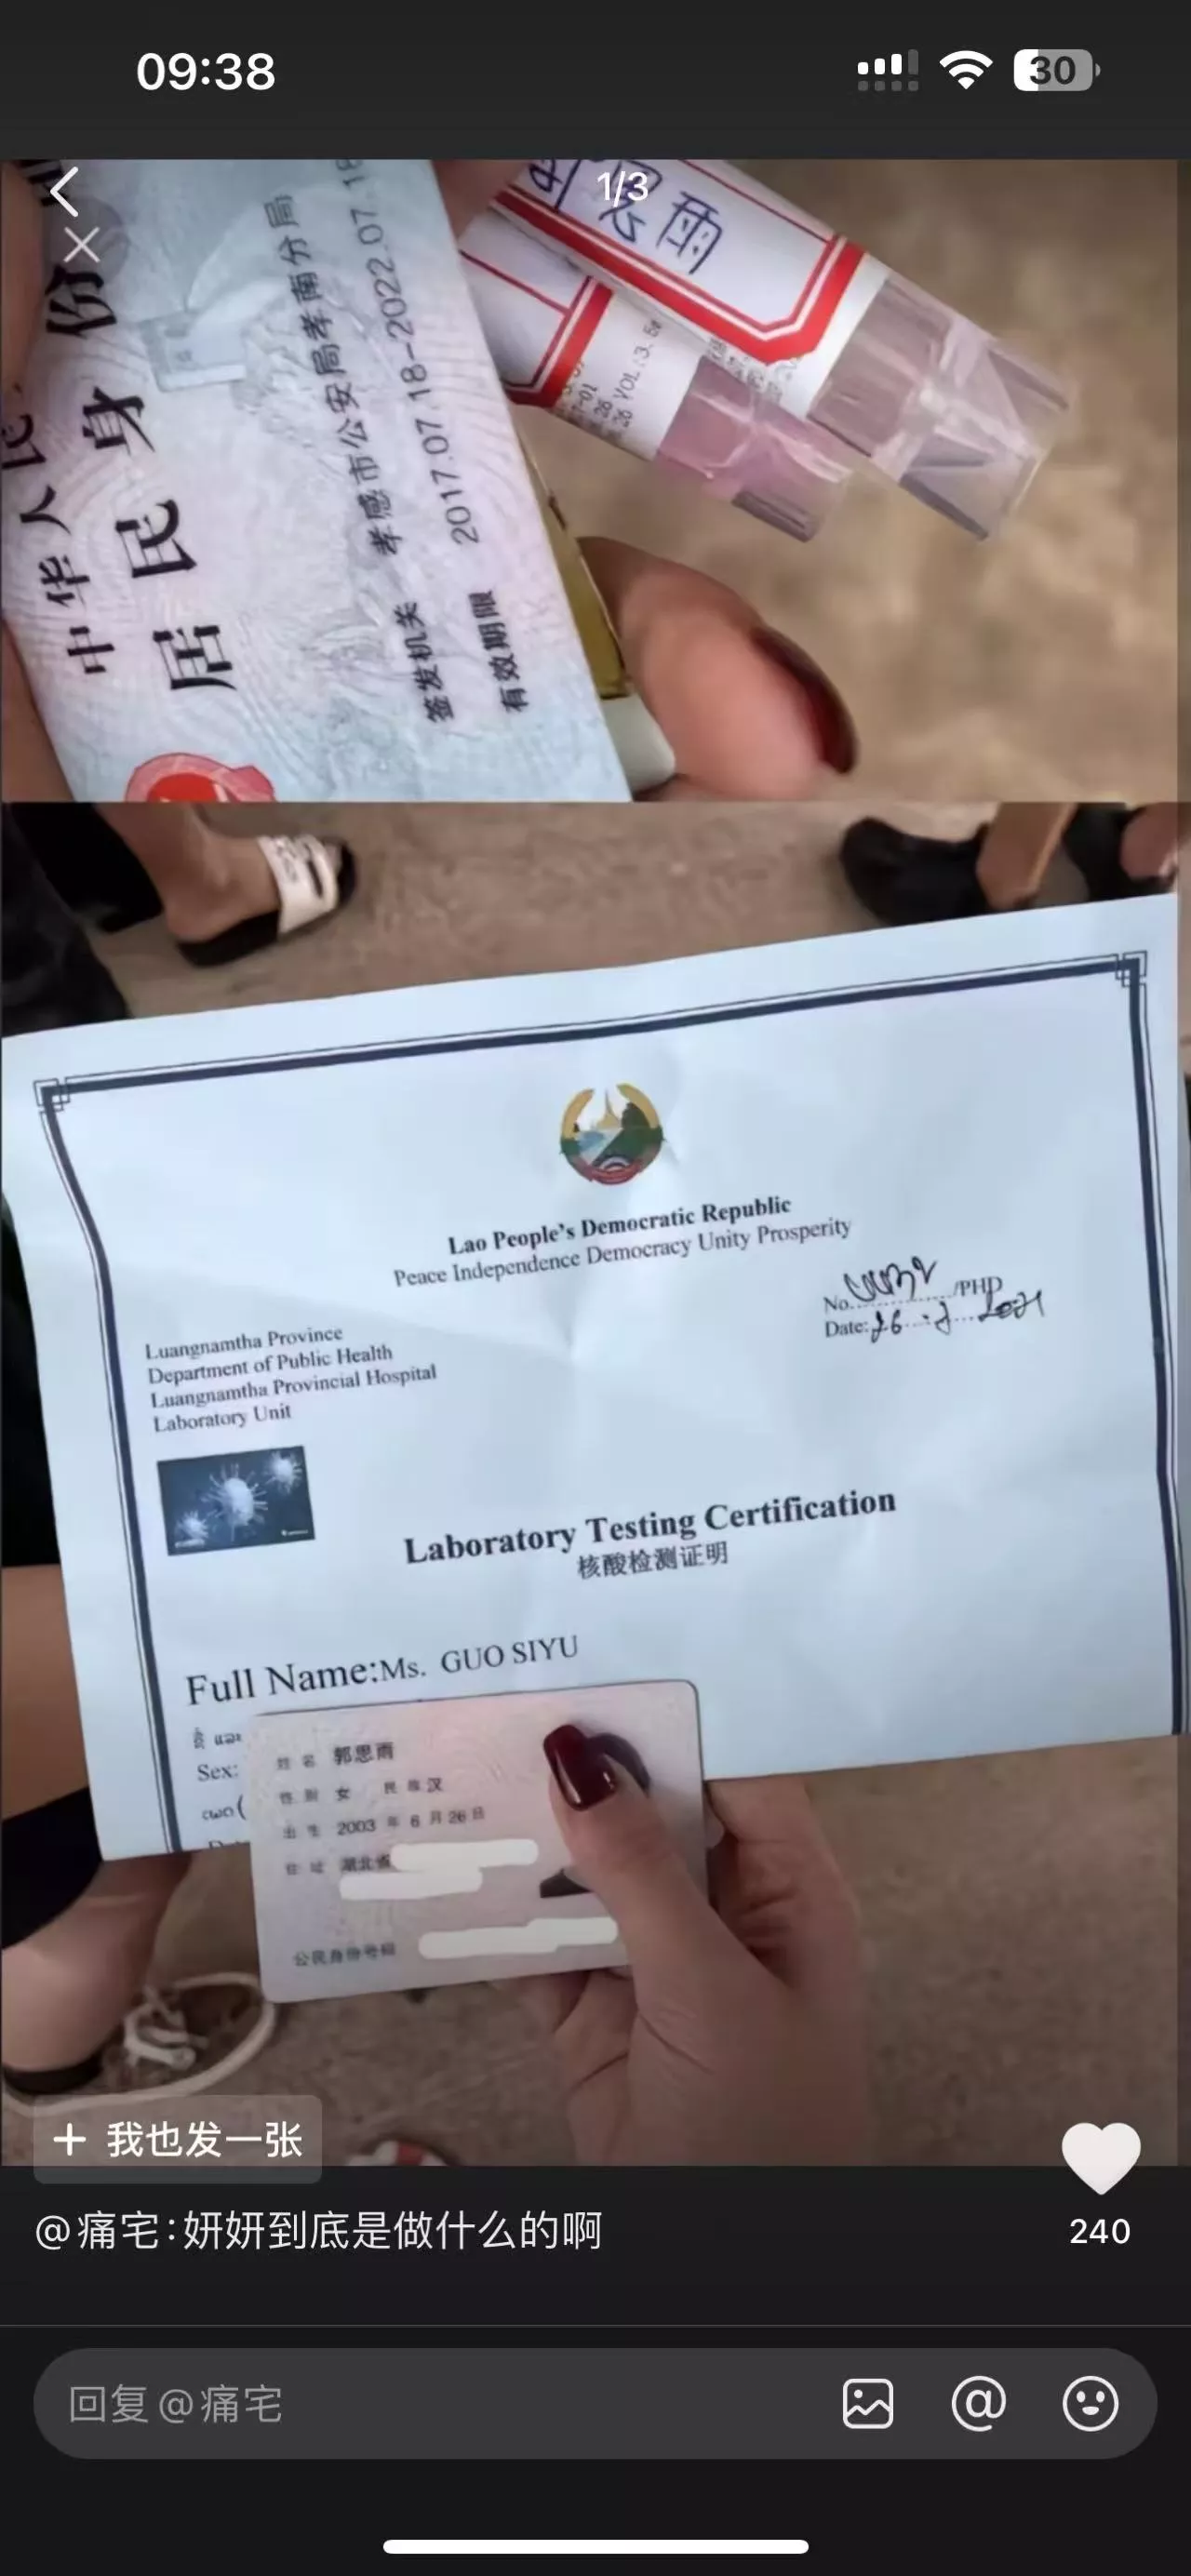 09:38
30
1/3
思雨
中华人民
居民身份
签发机关 孝感市公安局孝南分局
有效期限 2017.07.18-2022.07.18
VOL:3.
Lao People's Democratic Republic
Peace Independence Democracy Unity Prosperity
No. /PHD
Date:
Luangnamtha Province
Department of Public Health
Luangnamtha Provincial Hospital
Laboratory Unit
Laboratory Testing Certification
核酸检测证明
Full Name:Ms. GUO SIYU
Sex:
姓名 郭思雨
性别 女 民族 汉
出生 2003 年 6 月 26 日
住址 湖北省
公民身份号码
+ 我也发一张
240
@痛宅:妍妍到底是做什么的啊
回复 @痛宅